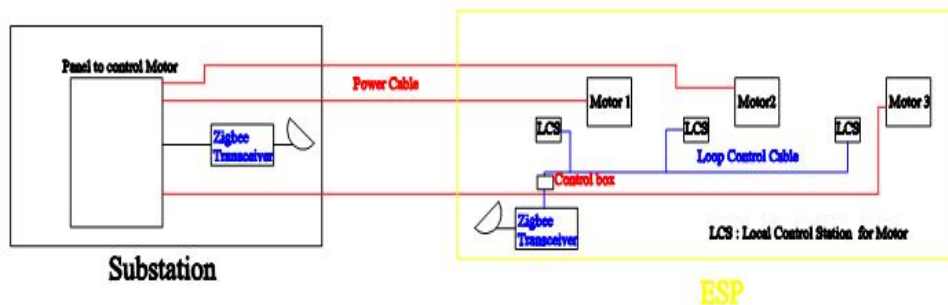 Panel to control Motor
Power Cable
Motor 1
Motor2
Motor 3
LCS
LCS
LCS
Zigbee
Transceiver
Loop Control Cable
Control box
Zigbee
Transceiver
LCS : Local Control Station for Motor
Substation
ESP